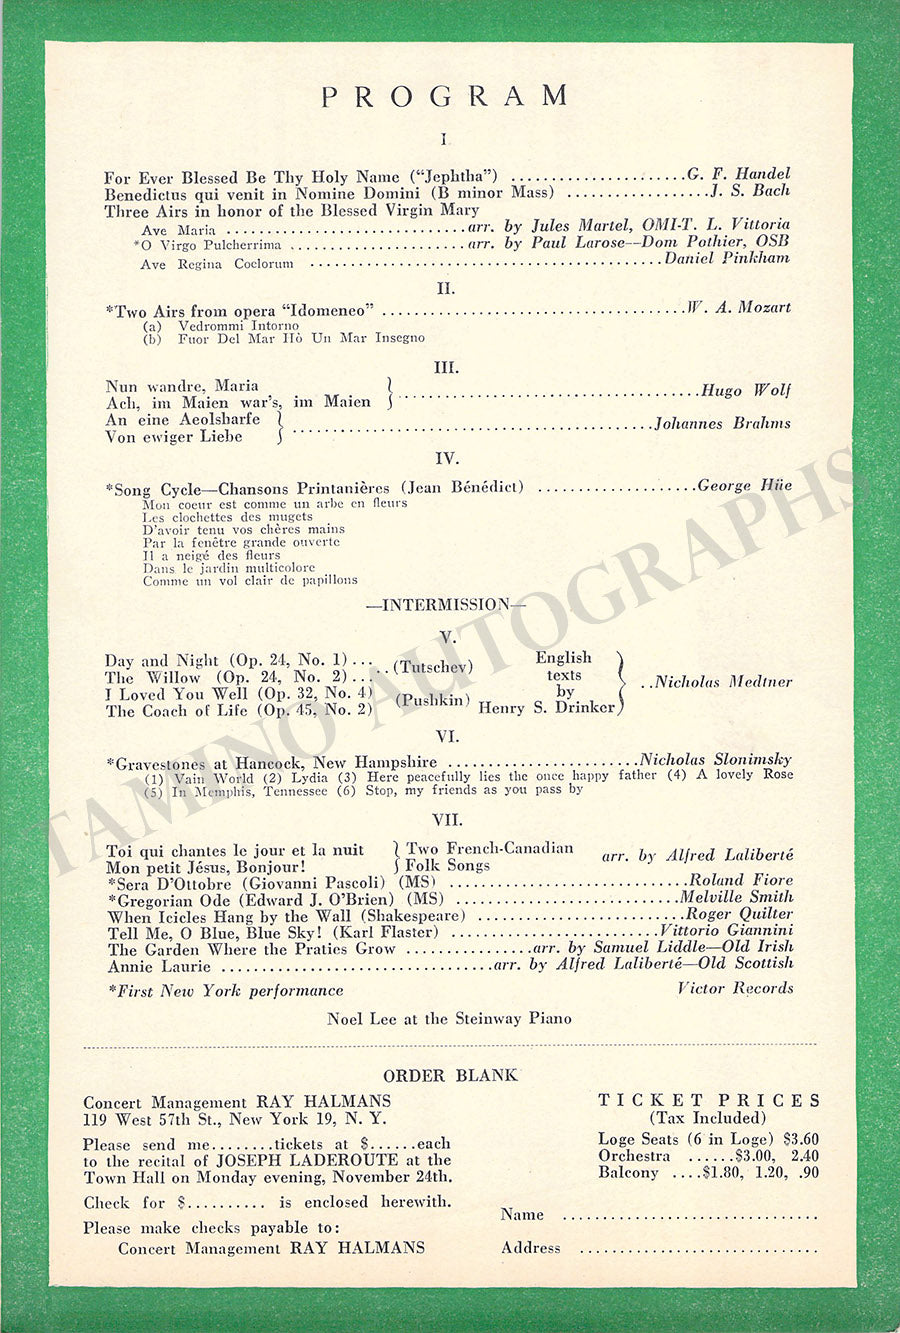 PROGRAM
I.
For Ever Blessed Be Thy Holy Name (“Jephtha”) ......................G. F. Handel
Benedictus qui venit in Nomine Domini (B minor Mass) ..................J. S. Bach
Three Airs in honor of the Blessed Virgin Mary
Ave Maria ..............................arr. by Jules Martel, OMI-T. L. Vittoria
*O Virgo Pulcherrima ......................arr. by Paul Larose—Dom Pothier, OSB
Ave Regina Coelorum ............................................Daniel Pinkham
II.
*Two Airs from opera “Idomeneo” ......................................W. A. Mozart
(a) Vedrommi Intorno
(b) Fuor Del Mar Hò Un Mar Insegno
III.
Nun wandre, Maria
Ach, im Maien war's, im Maien } ......................................Hugo Wolf
An eine Aeolsharfe
Von ewiger Liebe } .............................................Johannes Brahms
IV.
*Song Cycle—Chansons Printanières (Jean Bénédict) ....................George Hüe
Mon coeur est comme un arbe en fleurs
Les clochettes des mugets
D'avoir tenu vos chères mains
Par la fenêtre grande ouverte
Il a neigé des fleurs
Dans le jardin multicolore
Comme un vol clair de papillons
—INTERMISSION—
V.
Day and Night (Op. 24, No. 1) ...
The Willow (Op. 24, No. 2) .... ..(Tutschev)
I Loved You Well (Op. 32, No. 4)
The Coach of Life (Op. 45, No. 2) (Pushkin)
English
texts
by
Henry S. Drinker } ..Nicholas Medtner
VI.
*Gravestones at Hancock, New Hampshire ........................Nicholas Slonimsky
(1) Vain World (2) Lydia (3) Here peacefully lies the once happy father (4) A lovely Rose
(5) In Memphis, Tennessee (6) Stop, my friends as you pass by
VII.
Toi qui chantes le jour et la nuit } Two French-Canadian
Mon petit Jésus, Bonjour! } Folk Songs arr. by Alfred Laliberté
*Sera D'Ottobre (Giovanni Pascoli) (MS) ..............................Roland Fiore
*Gregorian Ode (Edward J. O'Brien) (MS) ............................Melville Smith
When Icicles Hang by the Wall (Shakespeare) ..........................Roger Quilter
Tell Me, O Blue, Blue Sky! (Karl Flaster) ..........................Vittorio Giannini
The Garden Where the Praties Grow ................arr. by Samuel Liddle—Old Irish
Annie Laurie ..................................arr. by Alfred Laliberté—Old Scottish
*First New York performance Victor Records
Noel Lee at the Steinway Piano
ORDER BLANK
Concert Management RAY HALMANS
119 West 57th St., New York 19, N. Y.
Please send me........tickets at $......each
to the recital of JOSEPH LADEROUTE at the
Town Hall on Monday evening, November 24th.
Check for $.......... is enclosed herewith.
Please make checks payable to:
Concert Management RAY HALMANS
TICKET PRICES
(Tax Included)
Loge Seats (6 in Loge) $3.60
Orchestra ......$3.00, 2.40
Balcony ....$1.80, 1.20, .90
Name ................................
Address ..............................
TAMINO AUTOGRAPHS